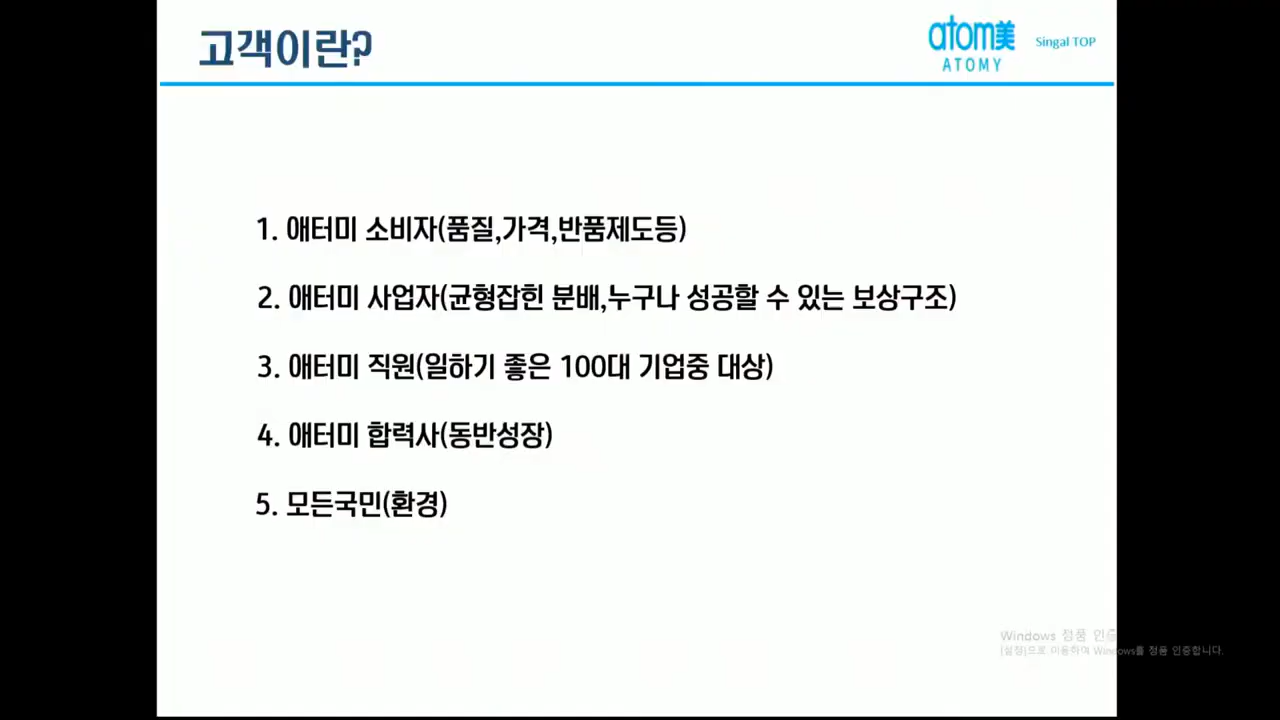 고객이란?
atom美
ATOMY
Singal TOP
1. 애터미 소비자(품질,가격,반품제도등)
2. 애터미 사업자(균형잡힌 분배,누구나 성공할 수 있는 보상구조)
3. 애터미 직원(일하기 좋은 100대 기업중 대상)
4. 애터미 합력사(동반성장)
5. 모든국민(환경)
Windows 정품 인증
[설정]으로 이동하여 Windows를 정품 인증합니다.